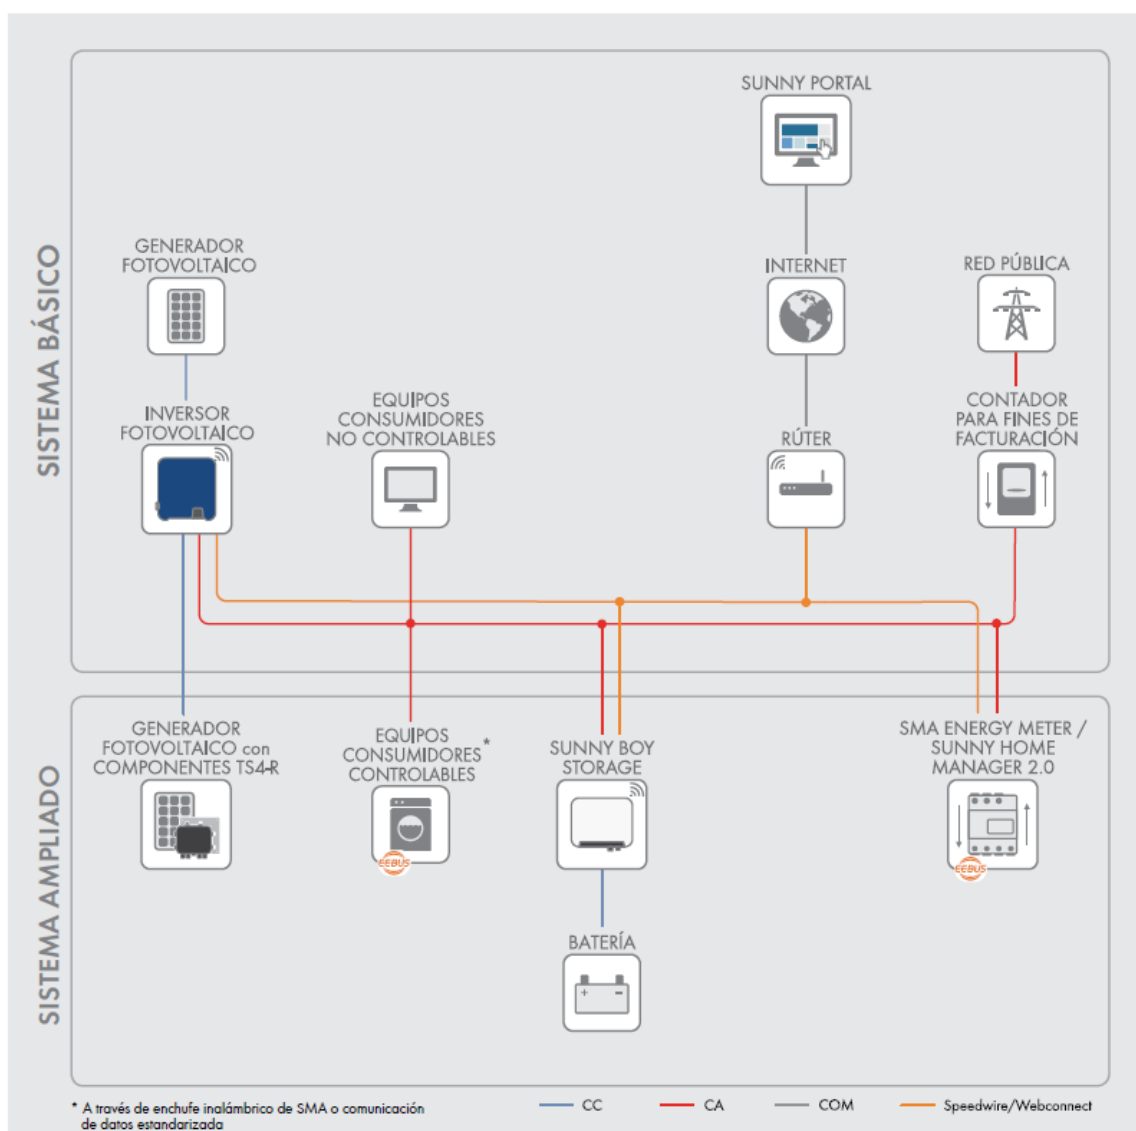 SISTEMA BÁSICO
SUNNY PORTAL
GENERADOR
FOTOVOLTAICO
INTERNET
RED PÚBLICA
INVERSOR
FOTOVOLTAICO
EQUIPOS
CONSUMIDORES
NO CONTROLABLES
RÚTER
CONTADOR
PARA FINES DE
FACTURACIÓN
SISTEMA AMPLIADO
GENERADOR
FOTOVOLTAICO con
COMPONENTES TS4-R
EQUIPOS
CONSUMIDORES*
CONTROLABLES
EEBUS
SUNNY BOY
STORAGE
SMA ENERGY METER /
SUNNY HOME
MANAGER 2.0
EEBUS
BATERÍA
+ −
* A través de enchufe inalámbrico de SMA o comunicación
de datos estandarizada
CC
CA
COM
Speedwire/Webconnect